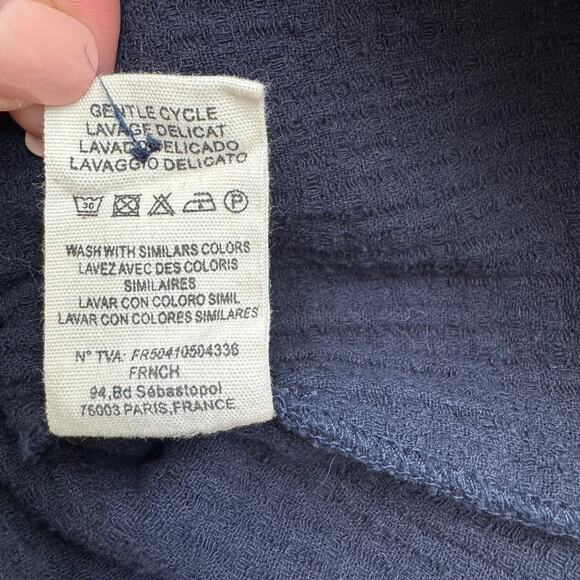 GENTLE CYCLE
LAVAGE DELICAT
LAVADO DELICADO
LAVAGGIO DELICATO
30 P
WASH WITH SIMILARS COLORS
LAVEZ AVEC DES COLORIS
SIMILAIRES
LAVAR CON COLORO SIMIL
LAVAR CON COLORES SIMILARES
N° TVA: FR50410504336
FRNCH
94,Bd Sébastopol
75003 PARIS,FRANCE